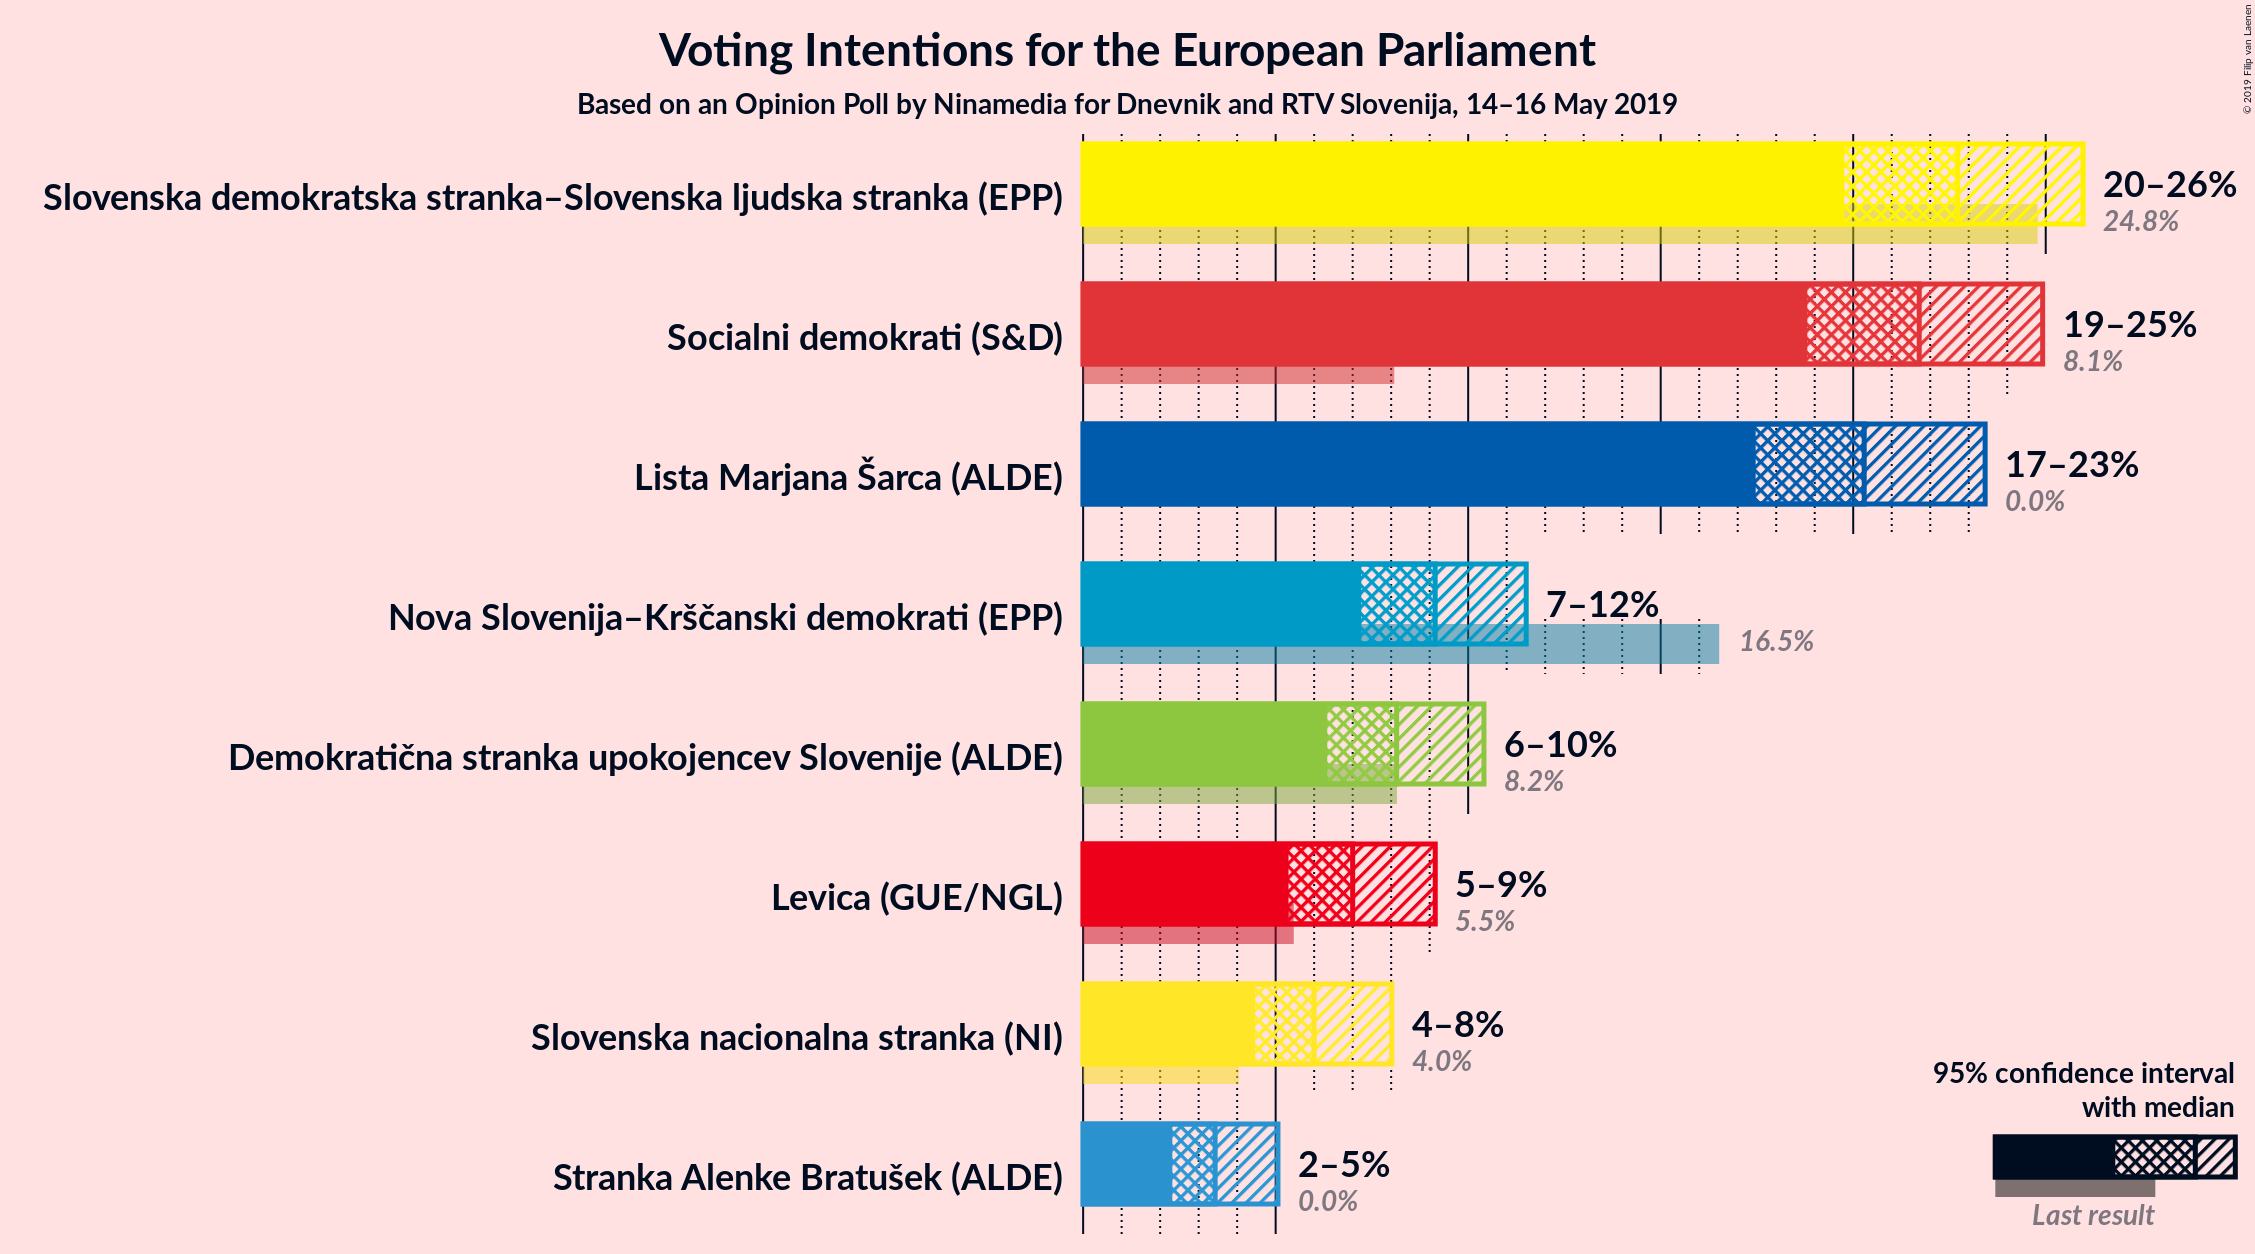 Voting Intentions for the European Parliament
Based on an Opinion Poll by Ninamedia for Dnevnik and RTV Slovenija, 14–16 May 2019
© 2019 Filip van Laenen
Slovenska demokratska stranka–Slovenska ljudska stranka (EPP)
20–26%
24.8%
Socialni demokrati (S&D)
19–25%
8.1%
Lista Marjana Šarca (ALDE)
17–23%
0.0%
Nova Slovenija–Krščanski demokrati (EPP)
7–12%
16.5%
Demokratična stranka upokojencev Slovenije (ALDE)
6–10%
8.2%
Levica (GUE/NGL)
5–9%
5.5%
Slovenska nacionalna stranka (NI)
4–8%
4.0%
Stranka Alenke Bratušek (ALDE)
2–5%
0.0%
95% confidence interval
with median
Last result